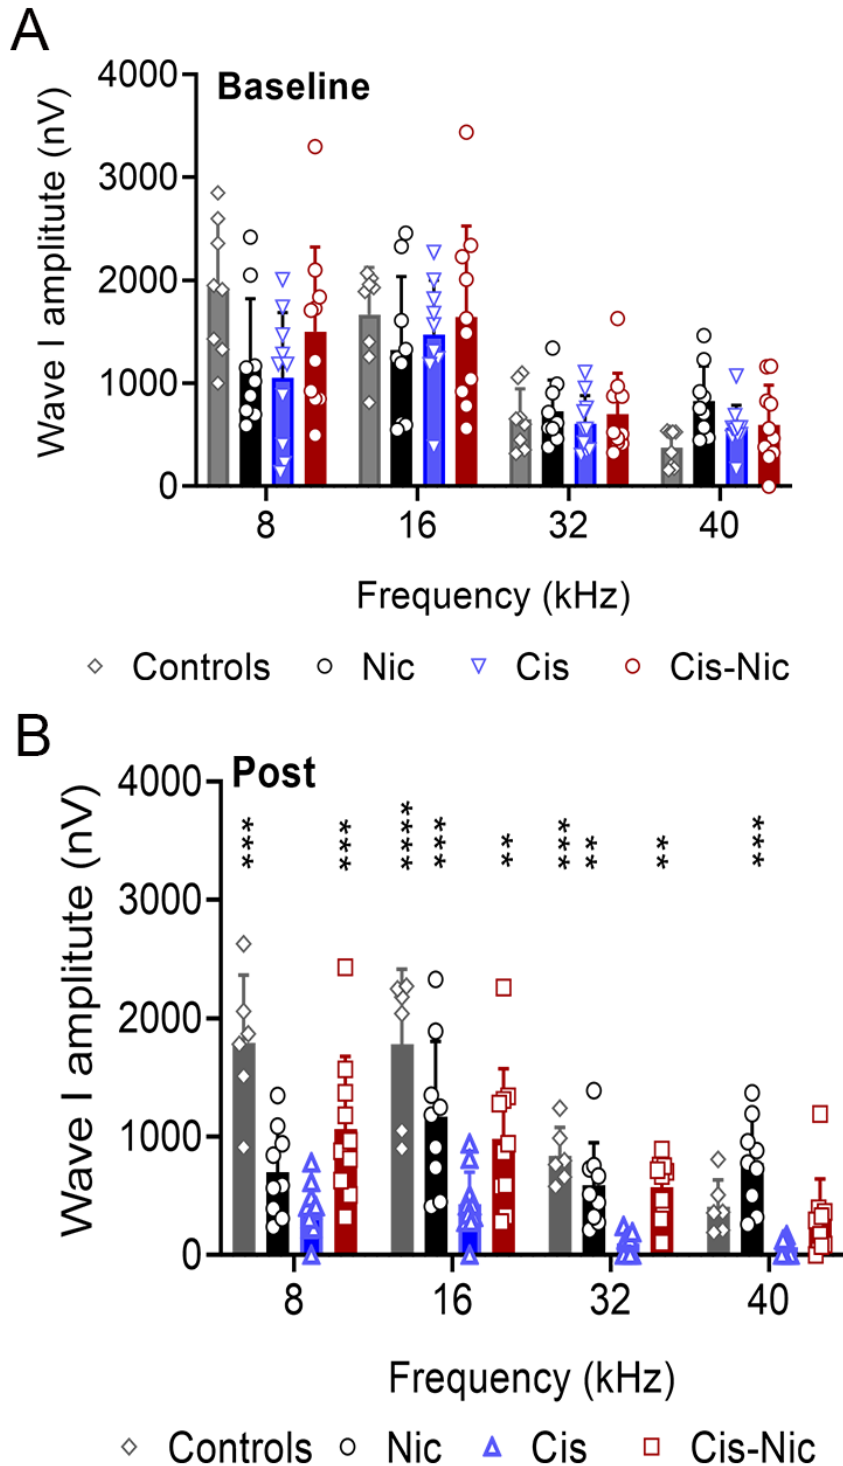 A
Baseline
Wave I amplitude (nV)
4000
3000
2000
1000
0
8 16 32 40
Frequency (kHz)
Controls Nic Cis Cis-Nic
B
Post
Wave I amplitude (nV)
4000
3000
2000
1000
0
*** *** **** *** ** *** ** ** ***
8 16 32 40
Frequency (kHz)
Controls Nic Cis Cis-Nic